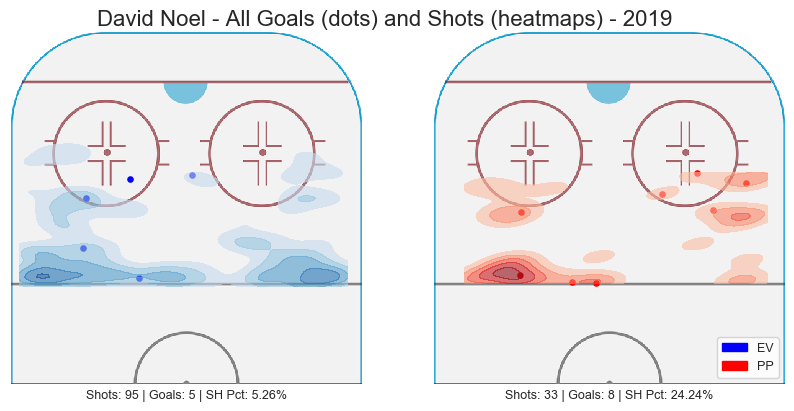 David Noel - All Goals (dots) and Shots (heatmaps) - 2019
EV
PP
Shots: 95 | Goals: 5 | SH Pct: 5.26%
Shots: 33 | Goals: 8 | SH Pct: 24.24%